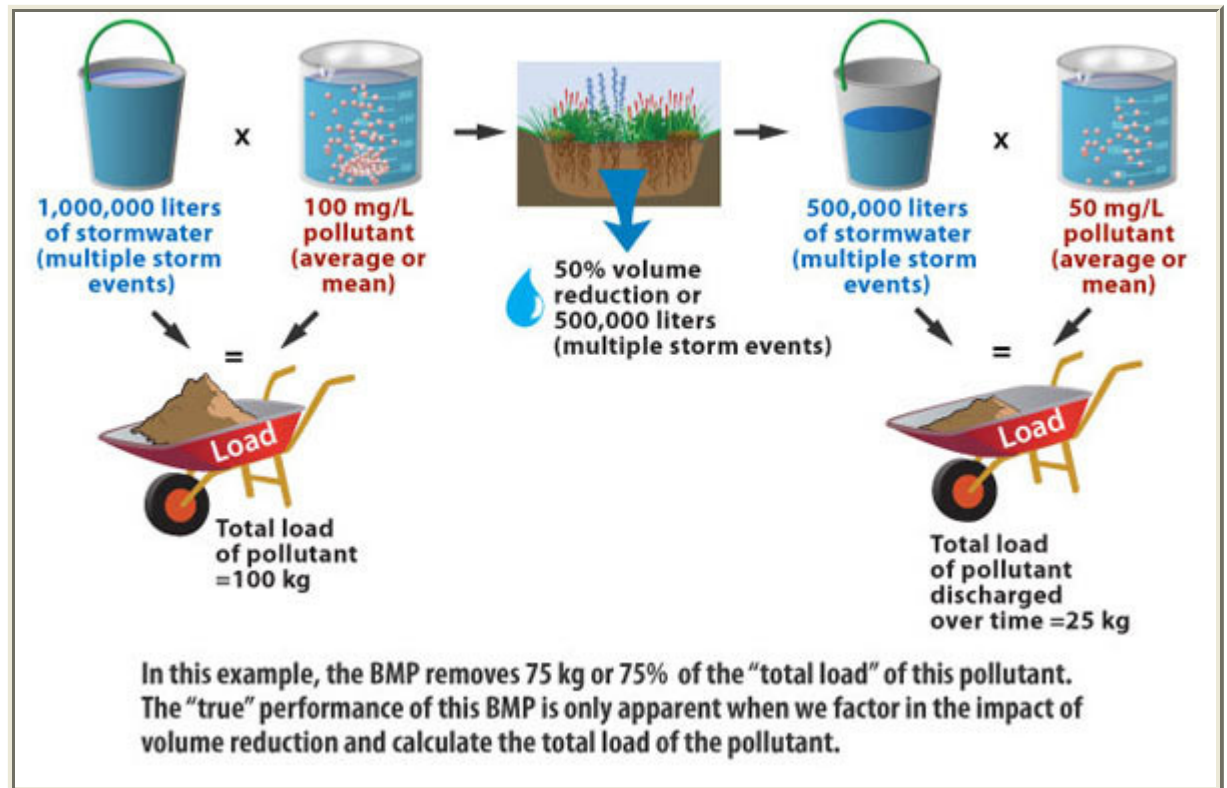 1,000,000 liters
of stormwater
(multiple storm
events)
x
100 mg/L
pollutant
(average or
mean)
50% volume
reduction or
500,000 liters
(multiple storm events)
500,000 liters
of stormwater
(multiple storm
events)
x
50 mg/L
pollutant
(average or
mean)
=
Load
Total load
of pollutant
=100 kg
=
Load
Total load
of pollutant
discharged
over time =25 kg
In this example, the BMP removes 75 kg or 75% of the “total load” of this pollutant.
The “true” performance of this BMP is only apparent when we factor in the impact of
volume reduction and calculate the total load of the pollutant.